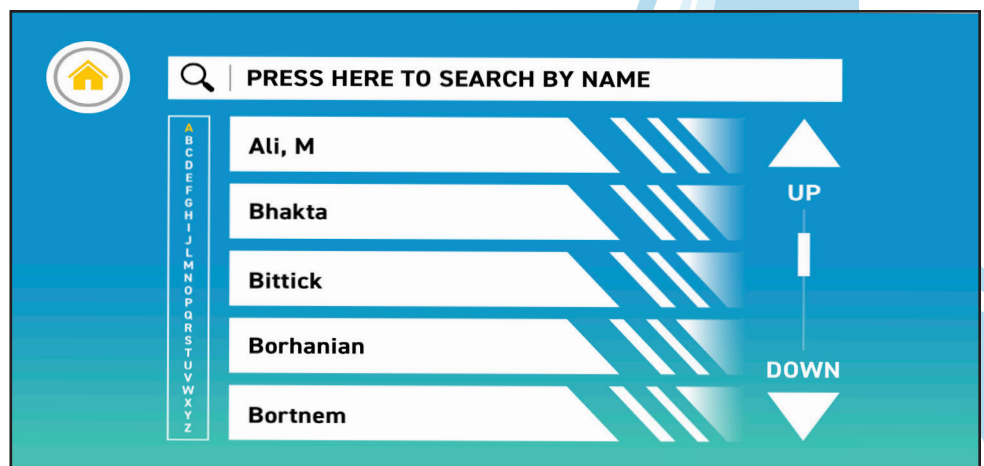 PRESS HERE TO SEARCH BY NAME
A
B
C
D
E
F
G
H
I
J
L
M
N
O
P
Q
R
S
T
U
V
W
X
Y
Z
Ali, M
Bhakta
Bittick
Borhanian
Bortnem
UP
DOWN